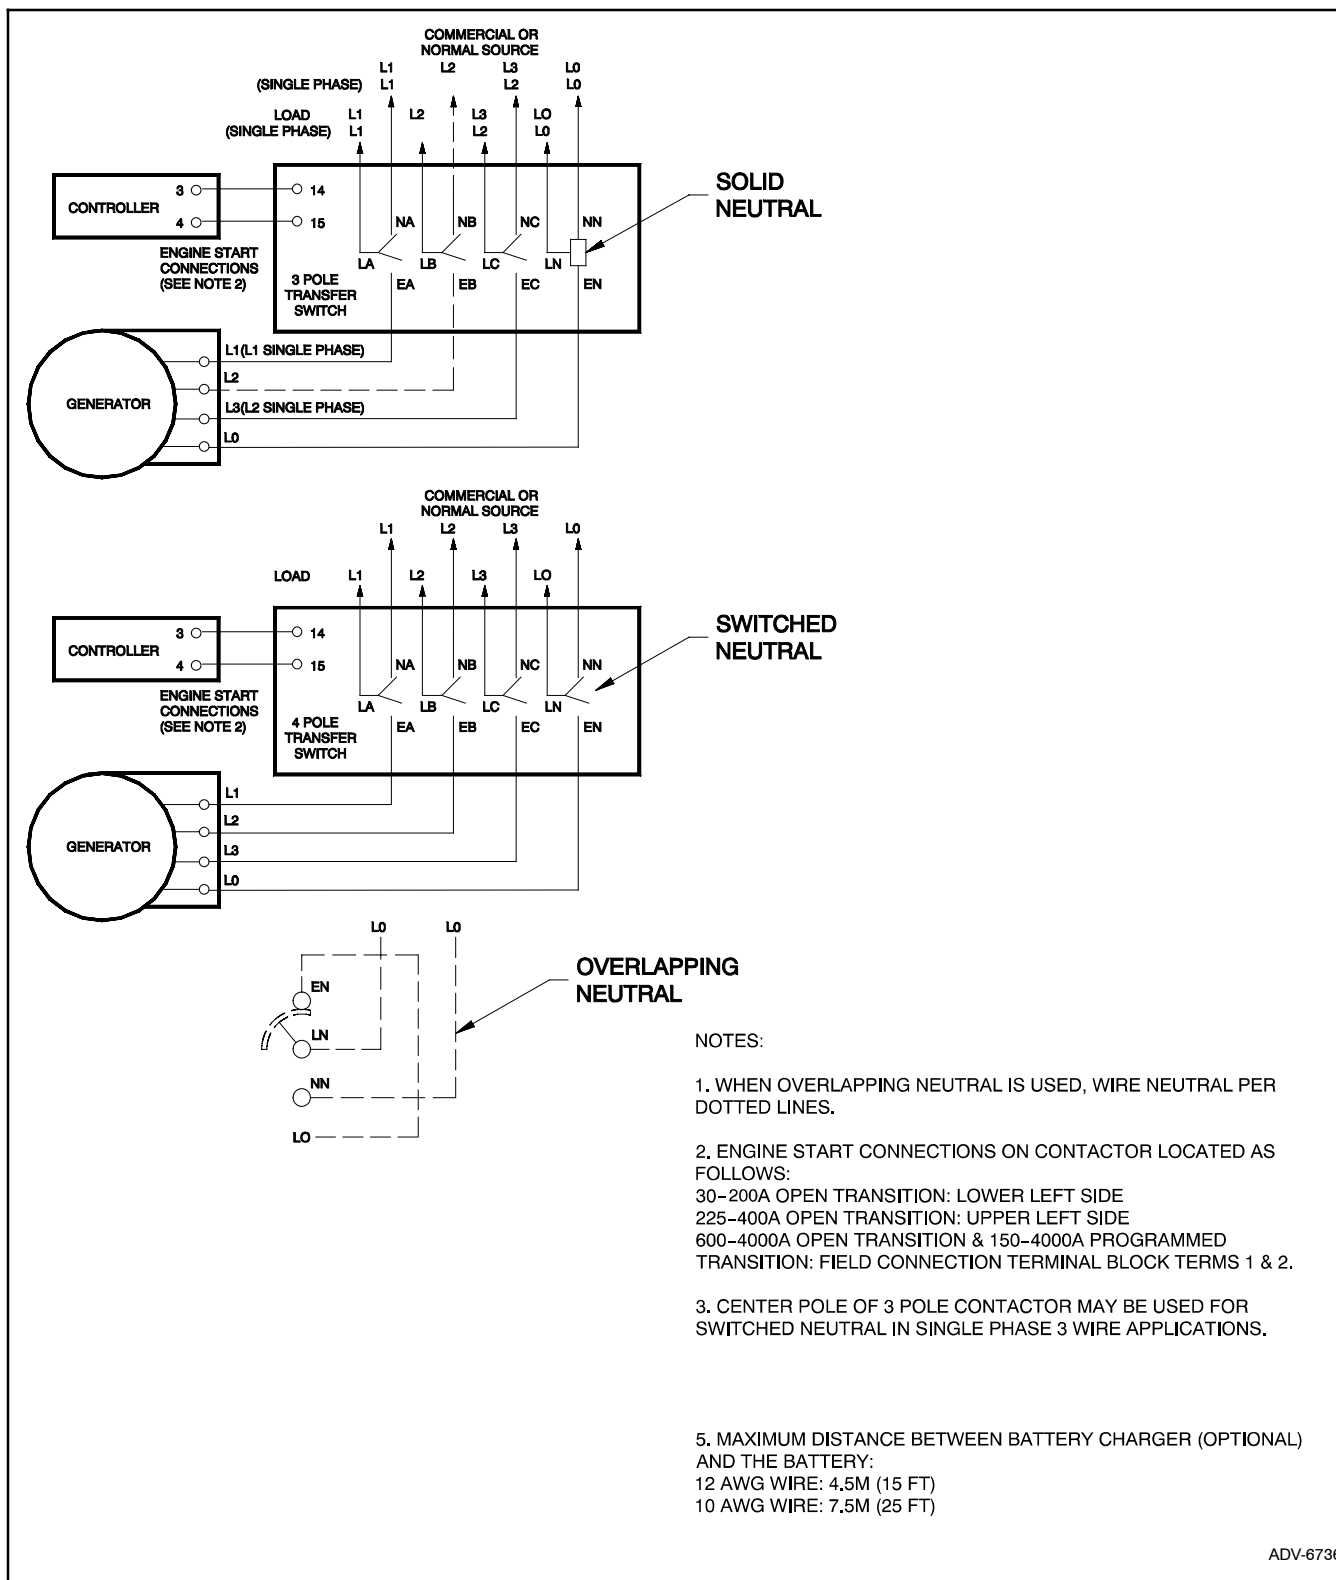 COMMERCIAL OR
NORMAL SOURCE
L1 L2 L3 L0
(SINGLE PHASE) L1 L2 L0
LOAD L1 L2 L3 LO
(SINGLE PHASE) L1 L2 L0
SOLID
NEUTRAL
CONTROLLER
3 14
4 15
NA NB NC NN
ENGINE START
CONNECTIONS
(SEE NOTE 2)
LA LB LC LN
3 POLE
TRANSFER
SWITCH
EA EB EC EN
GENERATOR
L1(L1 SINGLE PHASE)
L2
L3(L2 SINGLE PHASE)
L0
COMMERCIAL OR
NORMAL SOURCE
L1 L2 L3 L0
LOAD L1 L2 L3 LO
SWITCHED
NEUTRAL
CONTROLLER
3 14
4 15
NA NB NC NN
ENGINE START
CONNECTIONS
(SEE NOTE 2)
LA LB LC LN
4 POLE
TRANSFER
SWITCH
EA EB EC EN
GENERATOR
L1
L2
L3
L0
L0 L0
OVERLAPPING
NEUTRAL
EN
LN
NN
LO
NOTES:
1. WHEN OVERLAPPING NEUTRAL IS USED, WIRE NEUTRAL PER
DOTTED LINES.
2. ENGINE START CONNECTIONS ON CONTACTOR LOCATED AS
FOLLOWS:
30-200A OPEN TRANSITION: LOWER LEFT SIDE
225-400A OPEN TRANSITION: UPPER LEFT SIDE
600-4000A OPEN TRANSITION & 150-4000A PROGRAMMED
TRANSITION: FIELD CONNECTION TERMINAL BLOCK TERMS 1 & 2.
3. CENTER POLE OF 3 POLE CONTACTOR MAY BE USED FOR
SWITCHED NEUTRAL IN SINGLE PHASE 3 WIRE APPLICATIONS.
5. MAXIMUM DISTANCE BETWEEN BATTERY CHARGER (OPTIONAL)
AND THE BATTERY:
12 AWG WIRE: 4.5M (15 FT)
10 AWG WIRE: 7.5M (25 FT)
ADV-6736